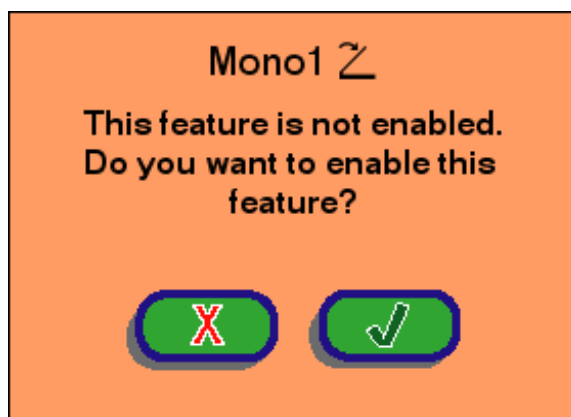 Mono1
This feature is not enabled.
Do you want to enable this
feature?
X